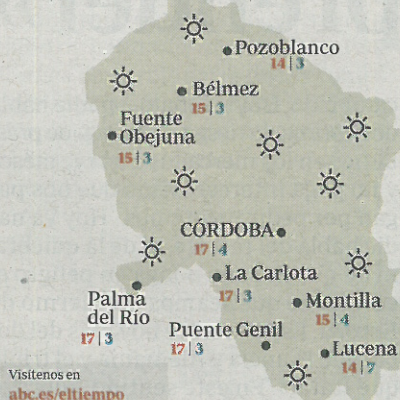 Pozoblanco
14|3
Bélmez
15|3
Fuente
Obejuna
15|3
CÓRDOBA
17|4
La Carlota
17|3
Palma
del Río
17|3
Montilla
15|4
Puente Genil
17|3
Lucena
14|7
Visítenos en
abc.es/eltiempo